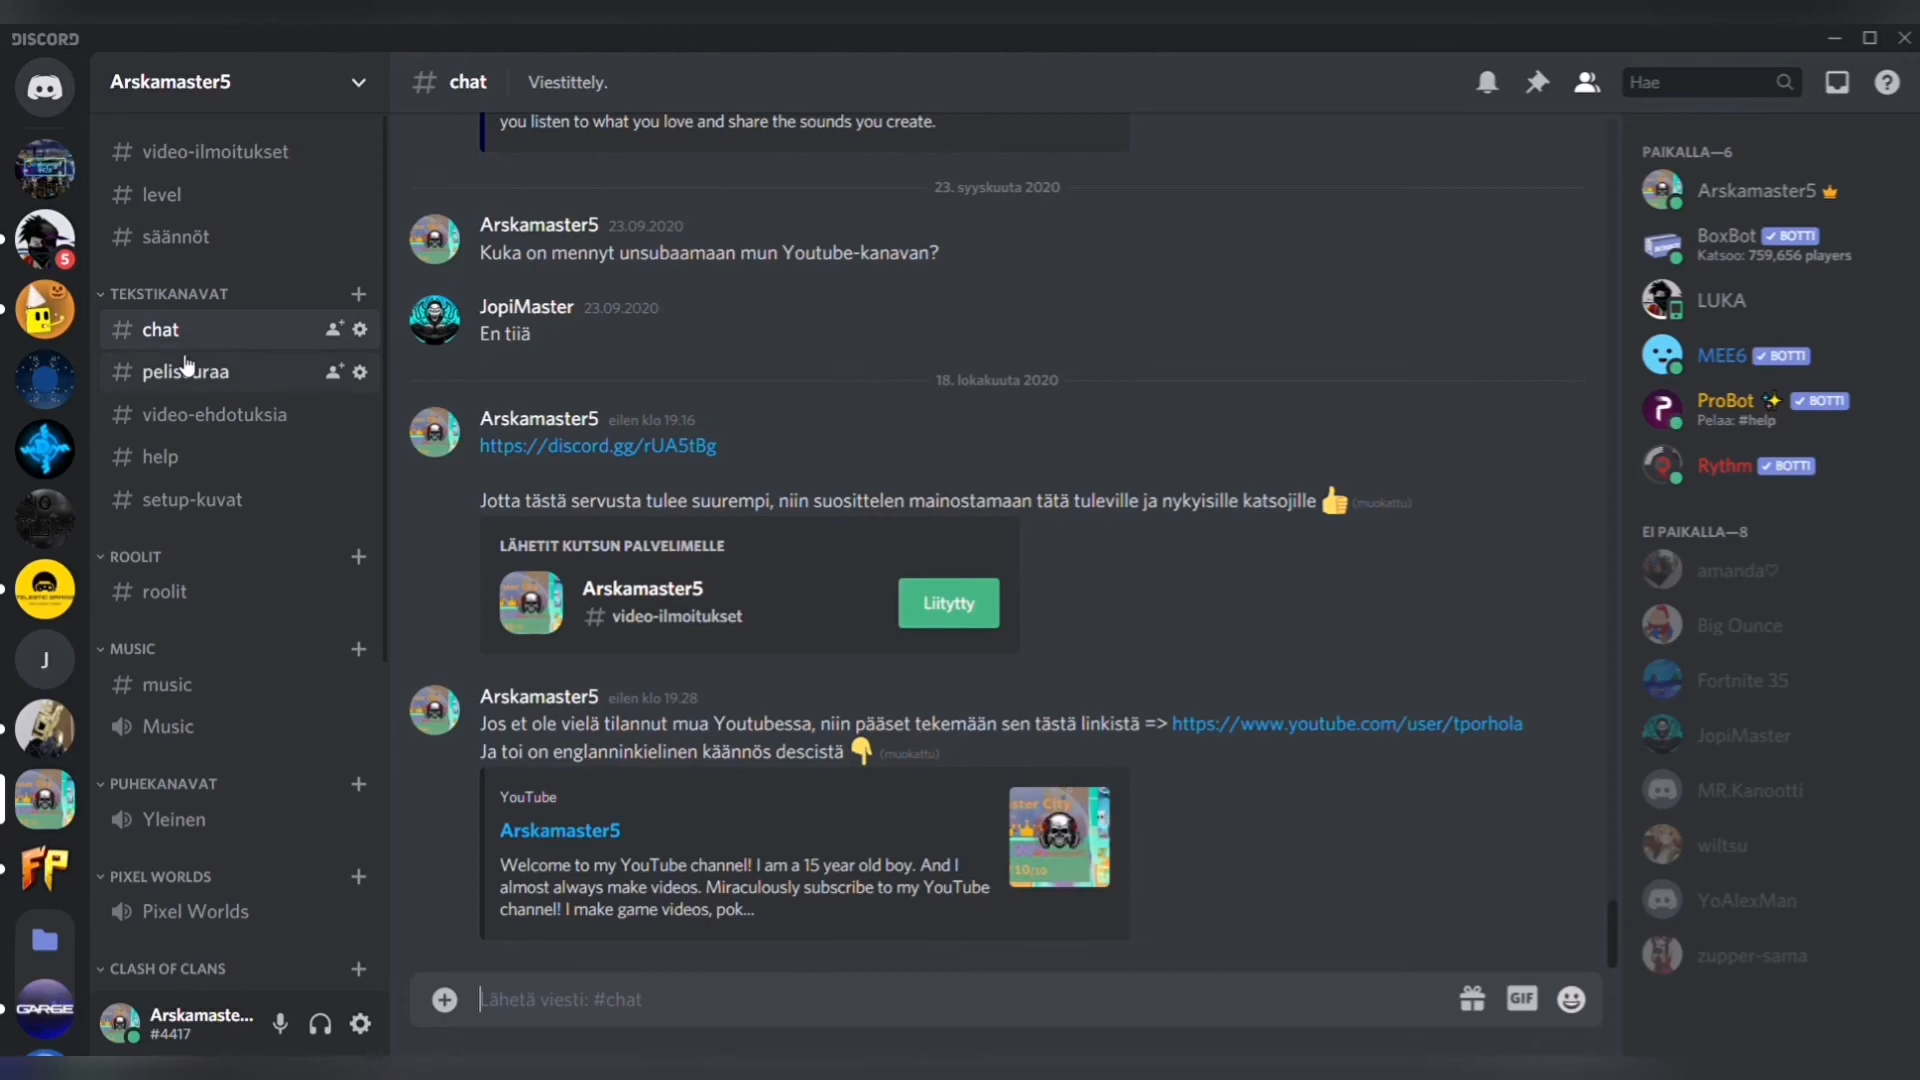 DISCORD
Arskamaster5
# video-ilmoitukset
# level
# säännöt
TEKSTIKANAVAT
# chat
# video-ehdotuksia
# help
# setup-kuvat
ROOLIT
# roolit
MUSIC
# music
Music
PUHEKANAVAT
Yleinen
PIXEL WORLDS
Pixel Worlds
CLASH OF CLANS
Arskamaste...
#4417
5
J
FP
GARGE
# chat
Viestittely.
Hae
you listen to what you love and share the sounds you create.
23. syyskuuta 2020
Arskamaster5 23.09.2020
Kuka on mennyt unsubaamaan mun Youtube-kanavan?
JopiMaster 23.09.2020
En tiiä
18. lokakuuta 2020
Arskamaster5 eilen klo 19.16
https://discord.gg/rUA5tBg
Jotta tästä servusta tulee suurempi, niin suosittelen mainostamaan tätä tuleville ja nykyisille katsojille 👍 (muokattu)
LÄHETIT KUTSUN PALVELIMELLE
Arskamaster5
# video-ilmoitukset
Liitytty
Arskamaster5 eilen klo 19.28
Jos et ole vielä tilannut mua Youtubessa, niin pääset tekemään sen tästä linkistä => https://www.youtube.com/user/tporhola
Ja toi on englanninkielinen käännös descistä 👇 (muokattu)
YouTube
Arskamaster5
Welcome to my YouTube channel! I am a 15 year old boy. And I
almost always make videos. Miraculously subscribe to my YouTube
channel! I make game videos, pok...
ster City
10/10
Lähetä viesti: #chat
GIF
PAIKALLA—6
Arskamaster5
BoxBot ✓ BOTTI
Katsoo: 759,656 players
LUKA
MEE6 ✓ BOTTI
ProBot ✨ ✓ BOTTI
Pelaa: #help
Rythm ✓ BOTTI
EI PAIKALLA—8
amanda♡
Big Ounce
Fortnite 35
JopiMaster
MR.Kanootti
wiltsu
YoAlexMan
zupper-sama